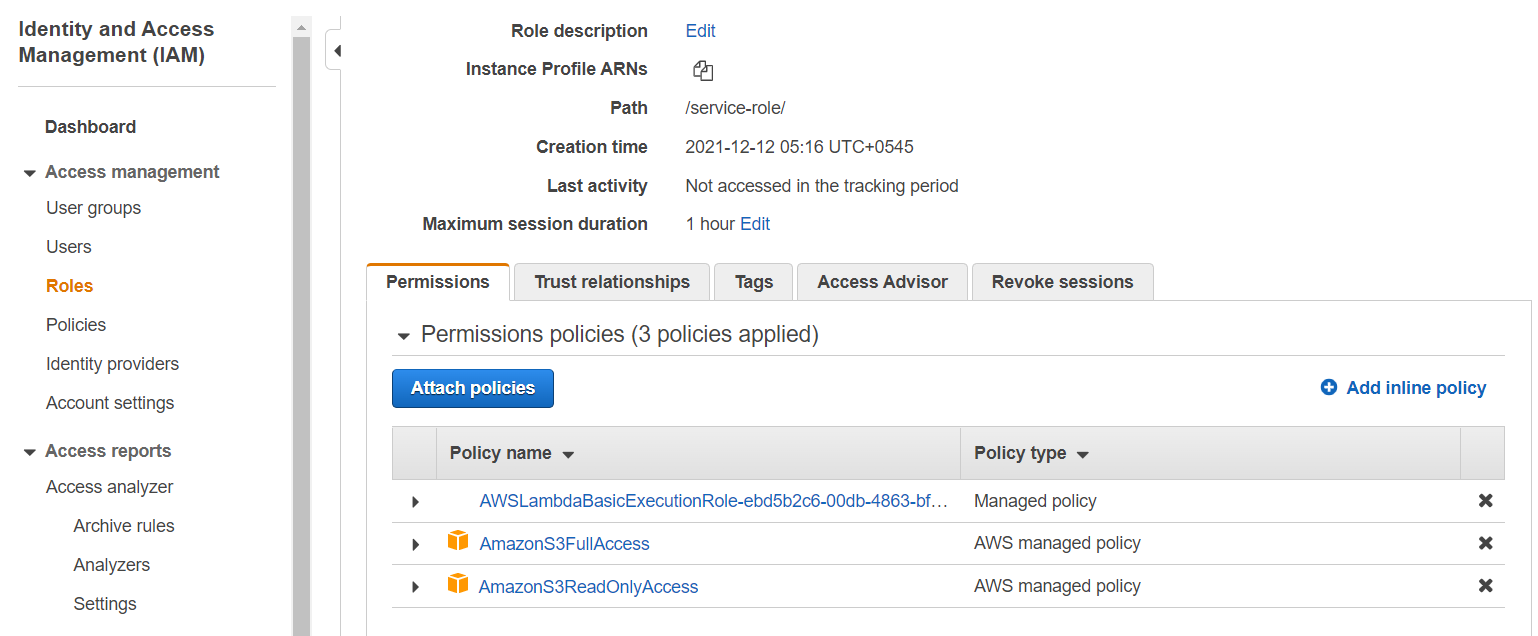 Identity and Access
Management (IAM)
Dashboard
Access management
User groups
Users
Roles
Policies
Identity providers
Account settings
Access reports
Access analyzer
Archive rules
Analyzers
Settings
Role description Edit
Instance Profile ARNs
Path /service-role/
Creation time 2021-12-12 05:16 UTC+0545
Last activity Not accessed in the tracking period
Maximum session duration 1 hour Edit
Permissions Trust relationships Tags Access Advisor Revoke sessions
Permissions policies (3 policies applied)
Attach policies Add inline policy
Policy name Policy type
AWSLambdaBasicExecutionRole-ebd5b2c6-00db-4863-bf… Managed policy
AmazonS3FullAccess AWS managed policy
AmazonS3ReadOnlyAccess AWS managed policy